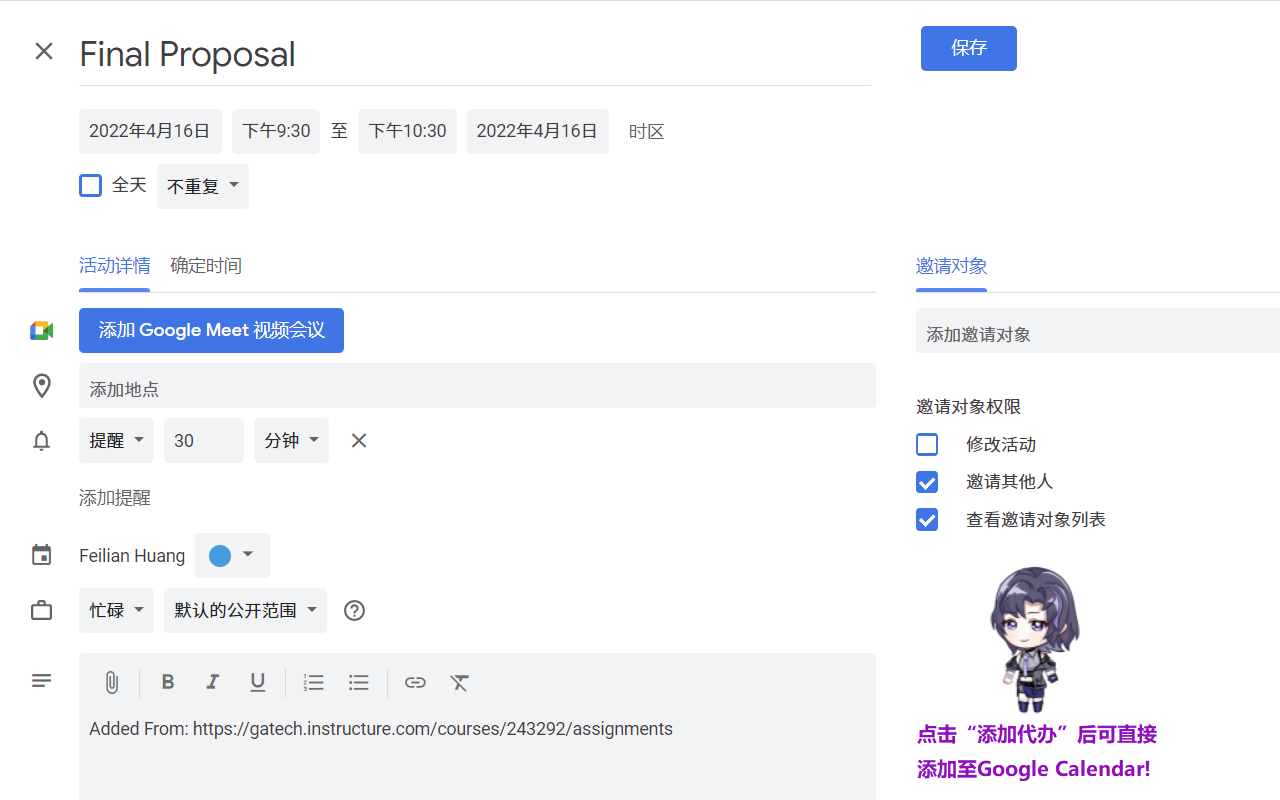 Final Proposal
保存
2022年4月16日 下午9:30 至 下午10:30 2022年4月16日 时区
全天 不重复
活动详情 确定时间
邀请对象
添加 Google Meet 视频会议
添加邀请对象
添加地点
邀请对象权限
提醒 30 分钟
修改活动
邀请其他人
添加提醒
查看邀请对象列表
Feilian Huang
忙碌 默认的公开范围
Added From: https://gatech.instructure.com/courses/243292/assignments
点击“添加代办”后可直接
添加至Google Calendar!